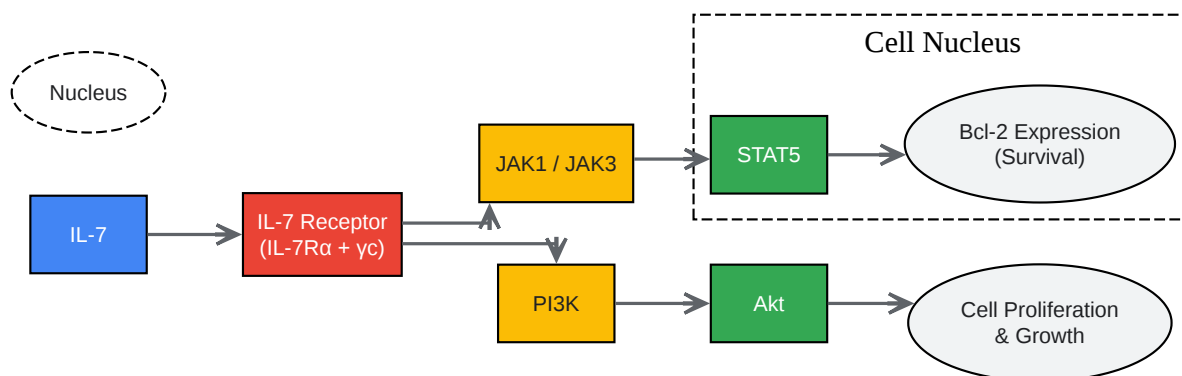 Cell Nucleus
Nucleus
Bcl-2 Expression
(Survival)
STAT5
JAK1 / JAK3
IL-7
IL-7 Receptor
(IL-7Rα + γc)
PI3K
Akt
Cell Proliferation
& Growth